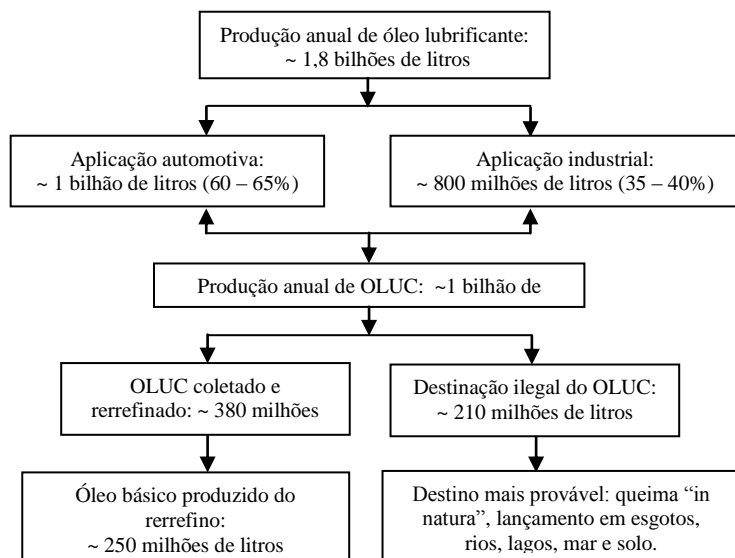 Produção anual de óleo lubrificante:
~ 1,8 bilhões de litros
Aplicação automotiva:
~ 1 bilhão de litros (60 – 65%)
Aplicação industrial:
~ 800 milhões de litros (35 – 40%)
Produção anual de OLUC: ~1 bilhão de
OLUC coletado e
rerrefinado: ~ 380 milhões
Destinação ilegal do OLUC:
~ 210 milhões de litros
Óleo básico produzido do
rerrefino:
~ 250 milhões de litros
Destino mais provável: queima “in
natura”, lançamento em esgotos,
rios, lagos, mar e solo.